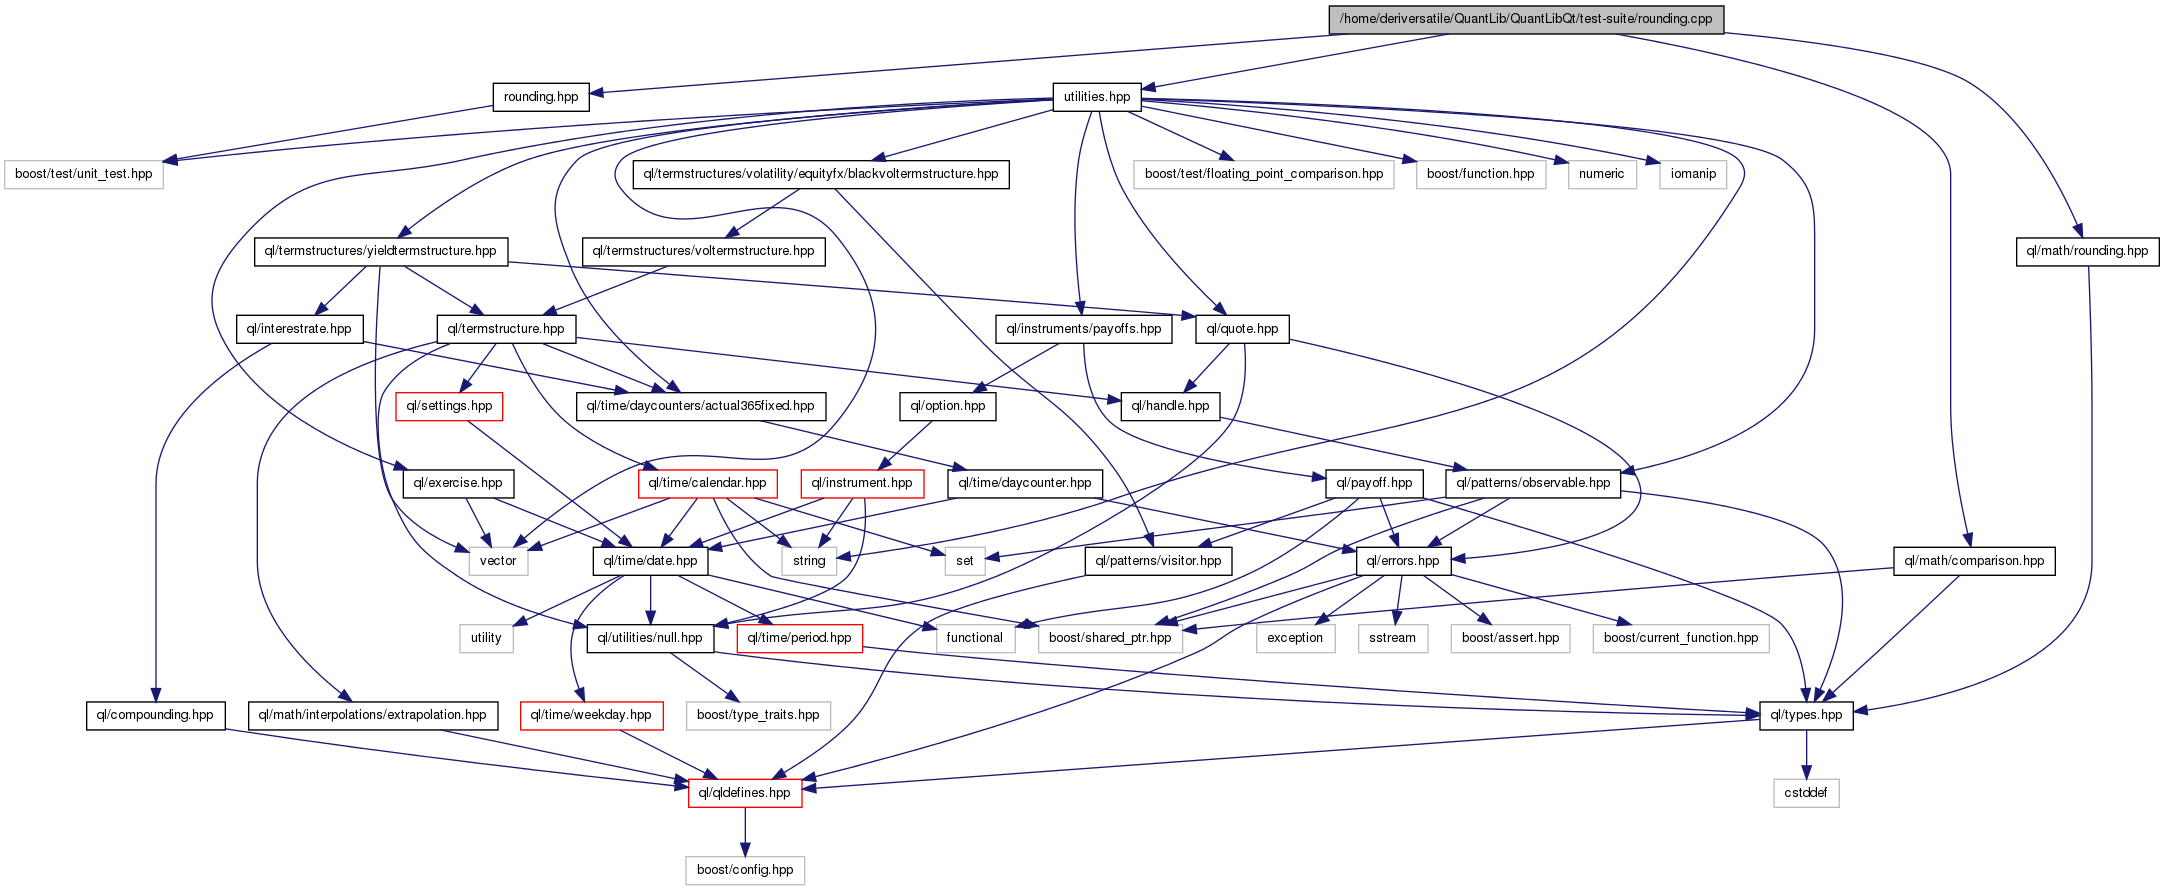 /home/deriversatile/QuantLib/QuantLibQt/test-suite/rounding.cpp
rounding.hpp
utilities.hpp
boost/test/unit_test.hpp
ql/termstructures/volatility/equityfx/blackvoltermstructure.hpp
boost/test/floating_point_comparison.hpp
boost/function.hpp
numeric
iomanip
ql/termstructures/yieldtermstructure.hpp
ql/termstructures/voltermstructure.hpp
ql/math/rounding.hpp
ql/interestrate.hpp
ql/termstructure.hpp
ql/instruments/payoffs.hpp
ql/quote.hpp
ql/settings.hpp
ql/time/daycounters/actual365fixed.hpp
ql/option.hpp
ql/handle.hpp
ql/exercise.hpp
ql/time/calendar.hpp
ql/instrument.hpp
ql/time/daycounter.hpp
ql/payoff.hpp
ql/patterns/observable.hpp
vector
ql/time/date.hpp
string
set
ql/patterns/visitor.hpp
ql/errors.hpp
ql/math/comparison.hpp
utility
ql/utilities/null.hpp
ql/time/period.hpp
functional
boost/shared_ptr.hpp
exception
sstream
boost/assert.hpp
boost/current_function.hpp
ql/compounding.hpp
ql/math/interpolations/extrapolation.hpp
ql/time/weekday.hpp
boost/type_traits.hpp
ql/types.hpp
ql/qldefines.hpp
cstddef
boost/config.hpp